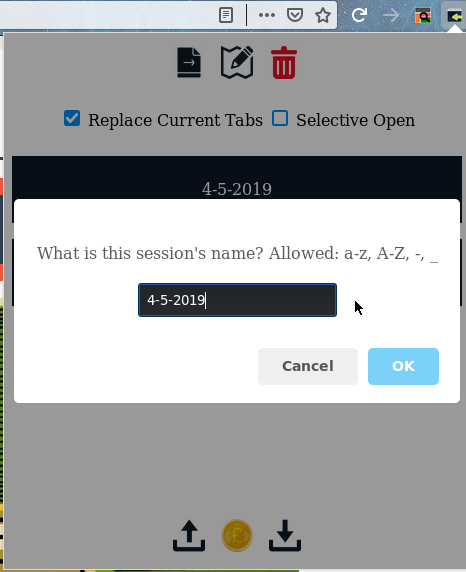 Replace Current Tabs Selective Open
4-5-2019
What is this session's name? Allowed: a-z, A-Z, -, _
4-5-2019
Cancel OK